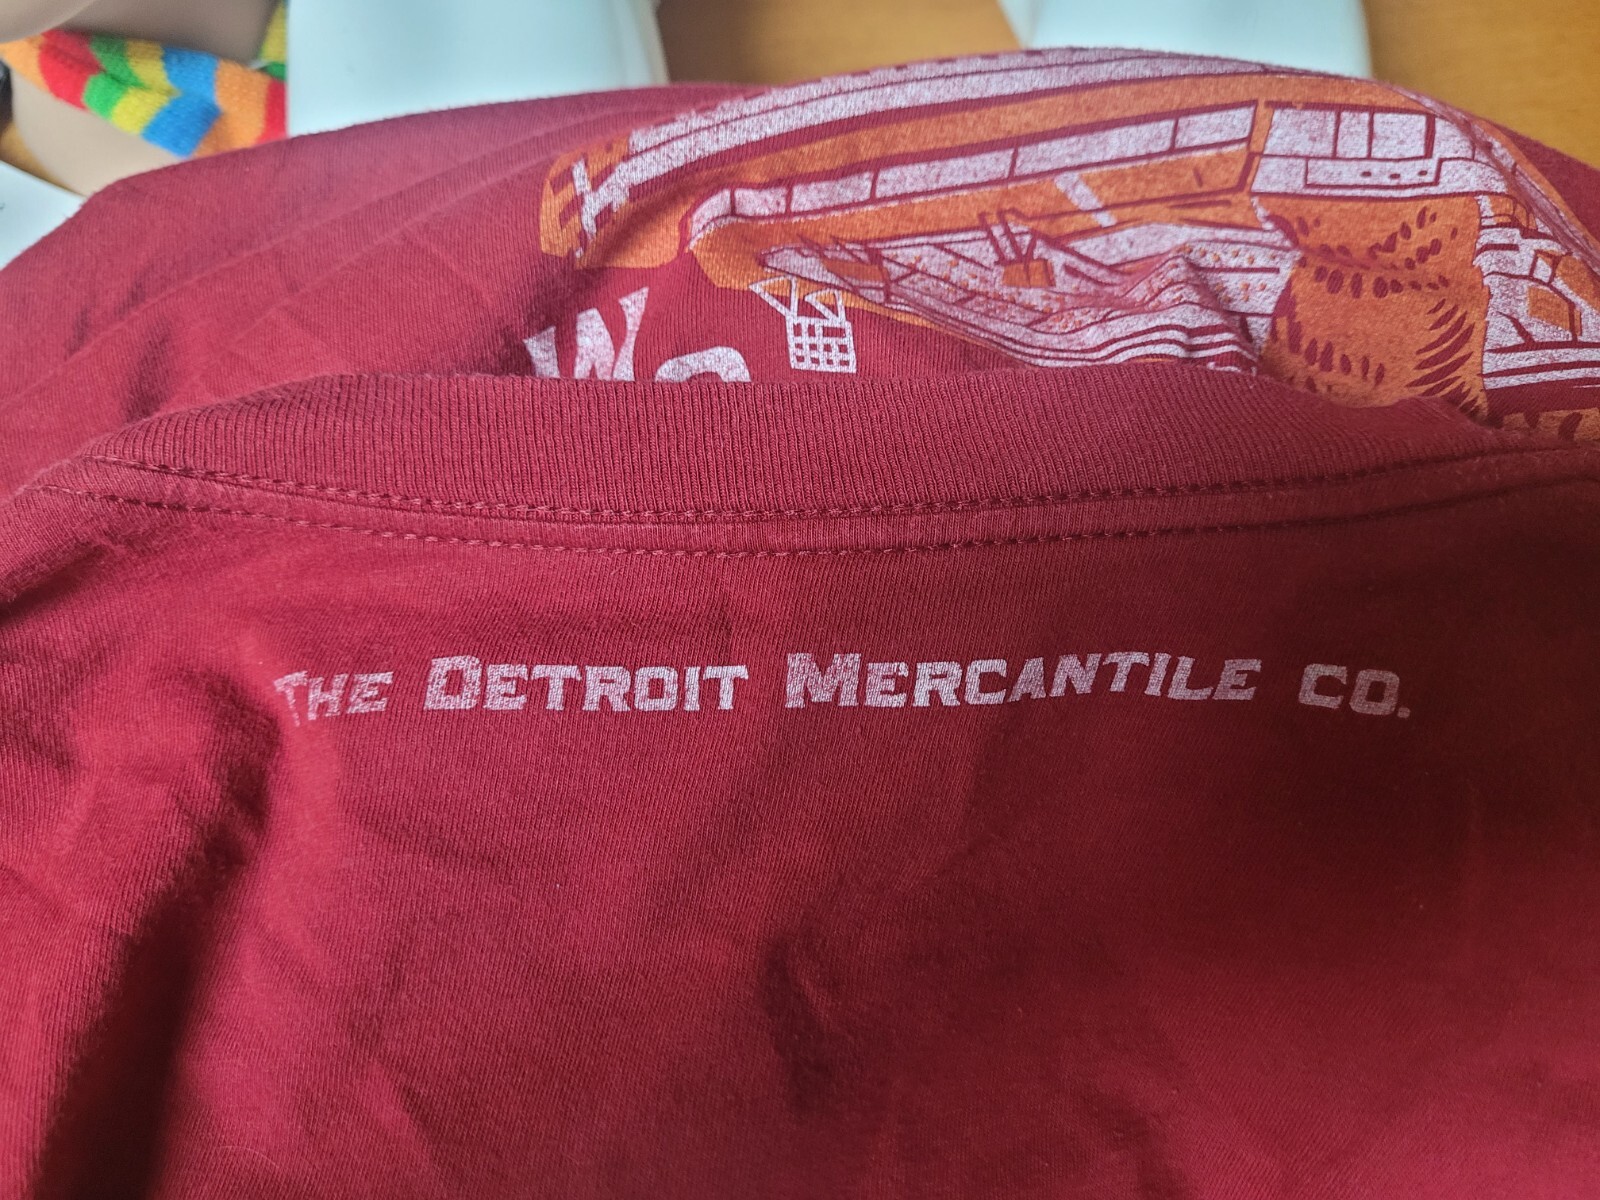 THE DETROIT MERCANTILE CO.